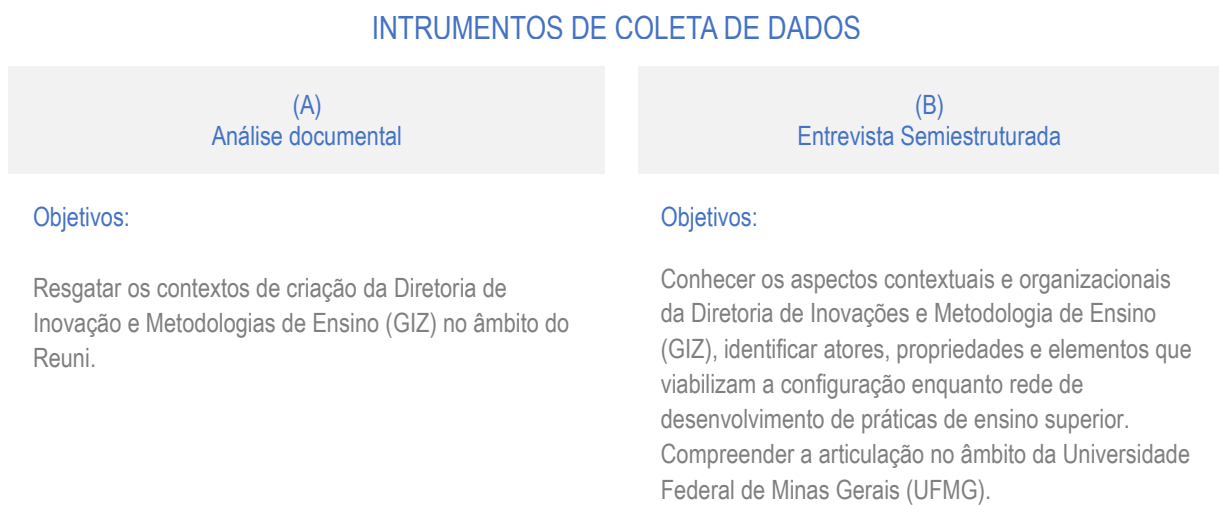 INTRUMENTOS DE COLETA DE DADOS
(A)
Análise documental
Objetivos:
Resgatar os contextos de criação da Diretoria de
Inovação e Metodologias de Ensino (GIZ) no âmbito do
Reuni.
(B)
Entrevista Semiestruturada
Objetivos:
Conhecer os aspectos contextuais e organizacionais
da Diretoria de Inovações e Metodologia de Ensino
(GIZ), identificar atores, propriedades e elementos que
viabilizam a configuração enquanto rede de
desenvolvimento de práticas de ensino superior.
Compreender a articulação no âmbito da Universidade
Federal de Minas Gerais (UFMG).